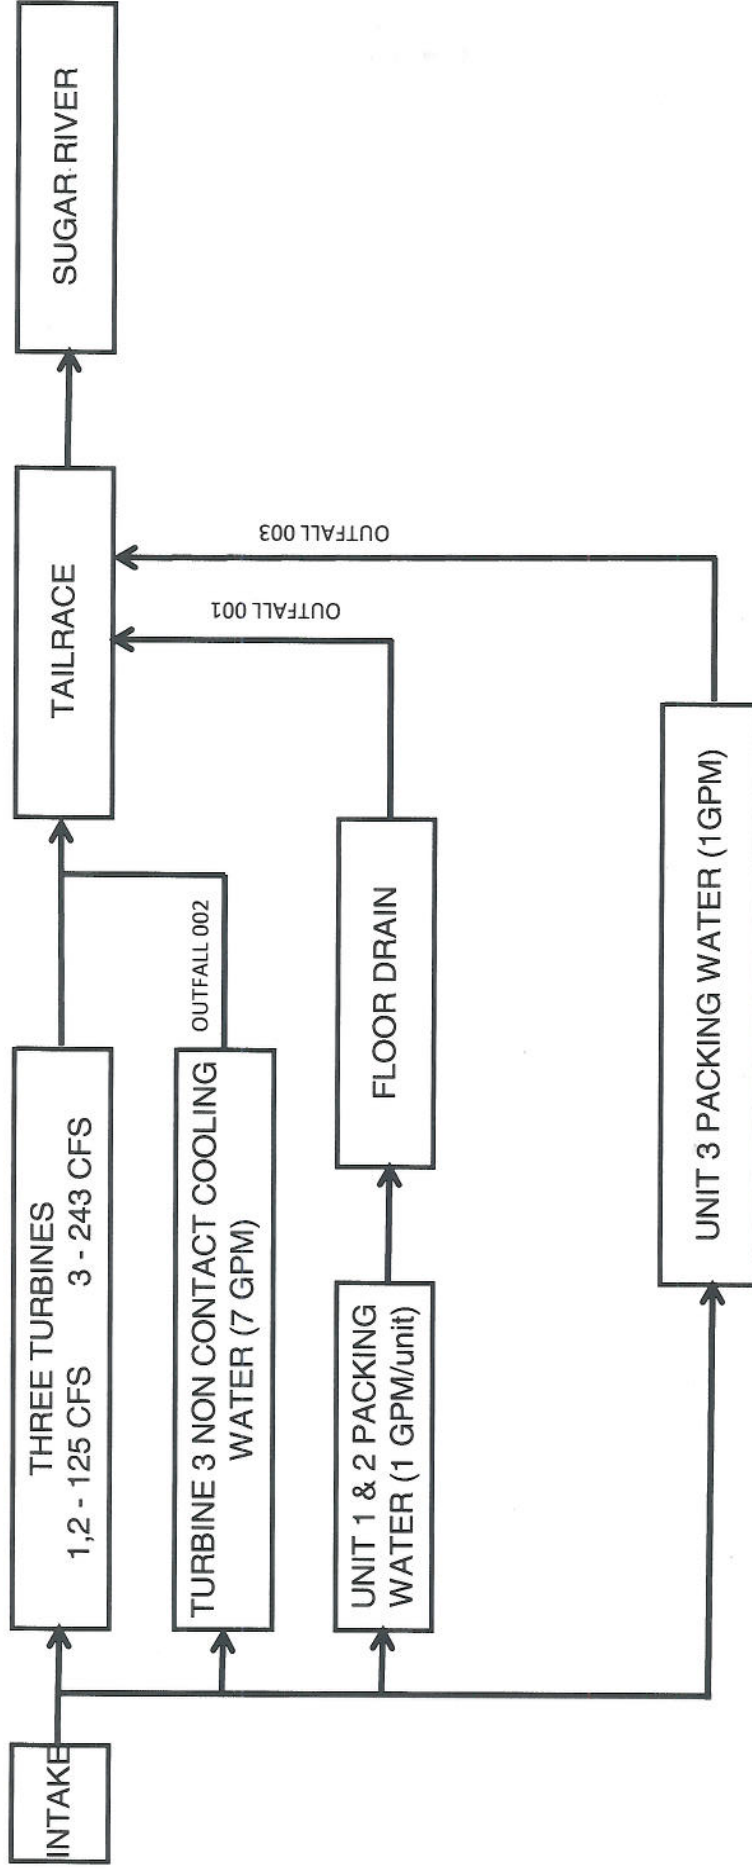 INTAKE
THREE TURBINES
1,2 - 125 CFS 3 - 243 CFS
TURBINE 3 NON CONTACT COOLING
WATER (7 GPM)
OUTFALL 002
UNIT 1 & 2 PACKING
WATER (1 GPM/unit)
FLOOR DRAIN
OUTFALL 001
UNIT 3 PACKING WATER (1GPM)
OUTFALL 003
TAILRACE
SUGAR RIVER